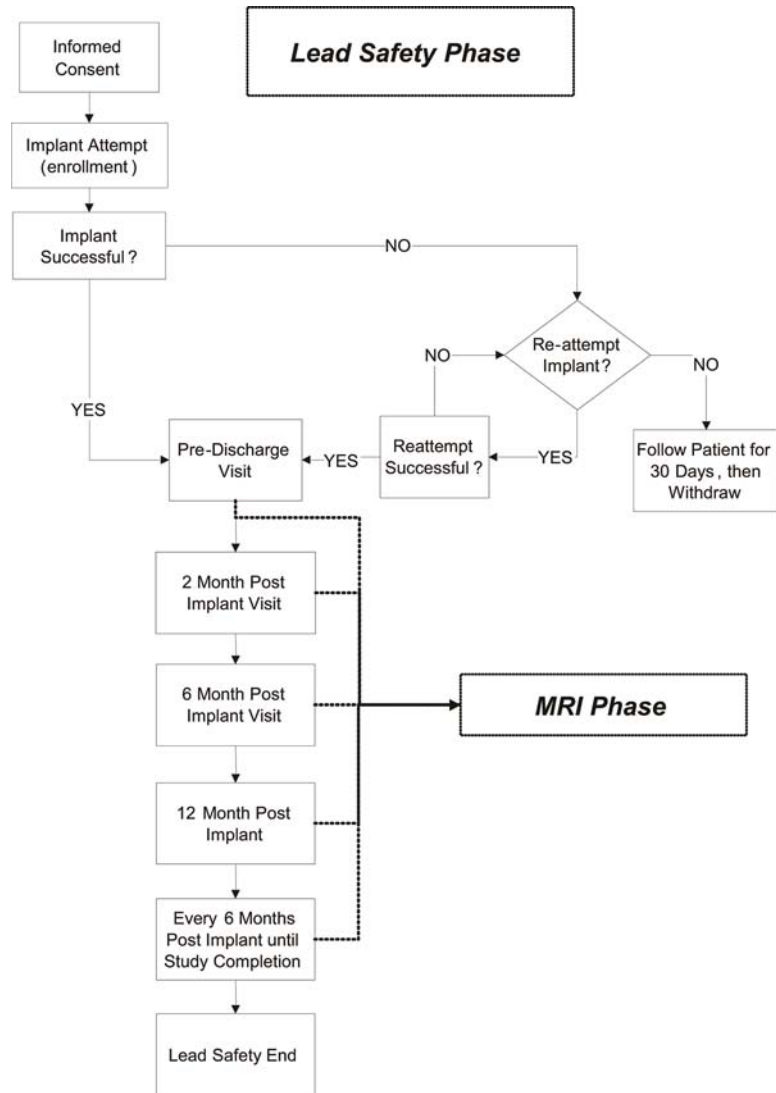 Informed
Consent
Lead Safety Phase
Implant Attempt
(enrollment)
Implant
Successful?
NO
Re-attempt
Implant?
NO
NO
YES
Pre-Discharge
Visit
YES
Reattempt
Successful?
YES
Follow Patient for
30 Days, then
Withdraw
2 Month Post
Implant Visit
6 Month Post
Implant Visit
MRI Phase
12 Month Post
Implant
Every 6 Months
Post Implant until
Study Completion
Lead Safety End